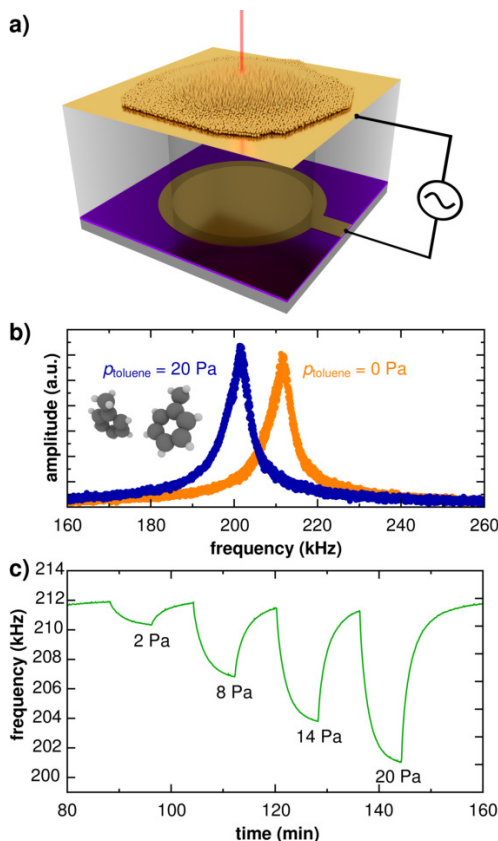 a)
b)
p_toluene = 20 Pa
p_toluene = 0 Pa
amplitude (a.u.)
160 180 200 220 240 260
frequency (kHz)
c)
214
212
210
208
206
204
202
200
frequency (kHz)
2 Pa
8 Pa
14 Pa
20 Pa
80 100 120 140 160
time (min)